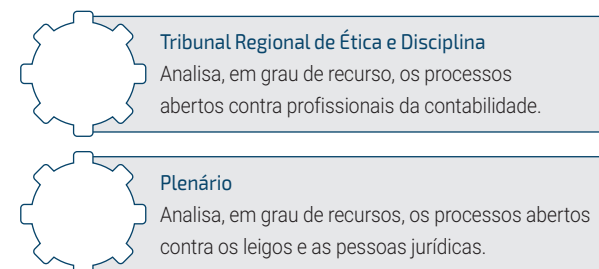 Tribunal Regional de Ética e Disciplina
Analisa, em grau de recurso, os processos
abertos contra profissionais da contabilidade.
Plenário
Analisa, em grau de recursos, os processos abertos
contra os leigos e as pessoas jurídicas.